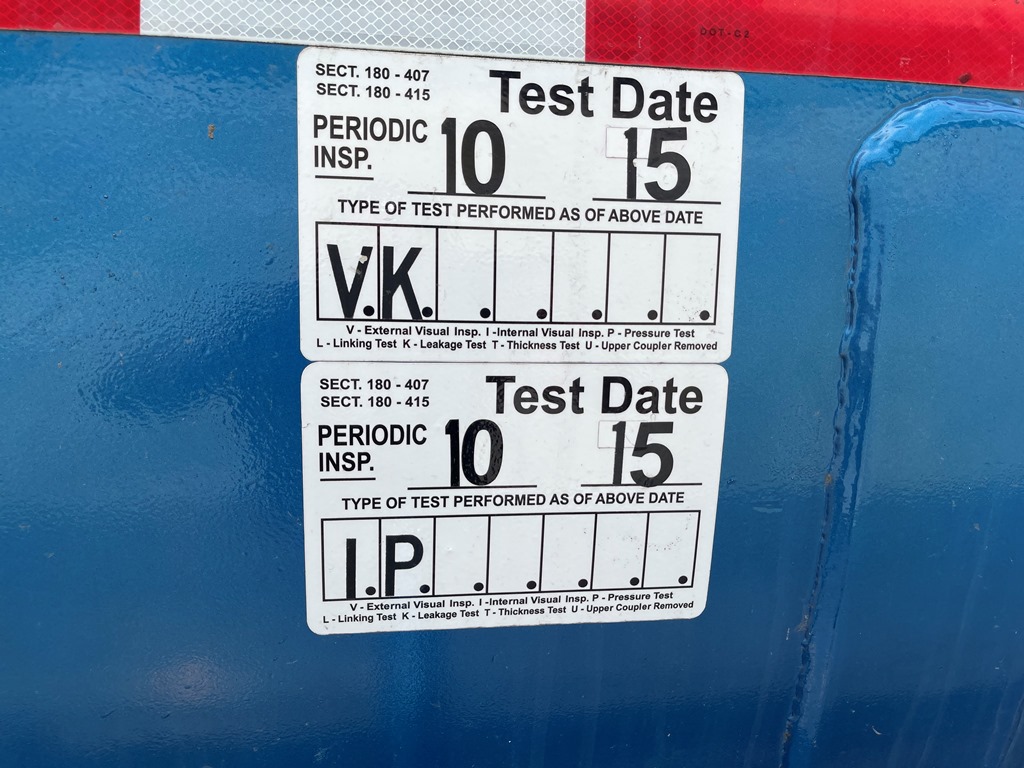 DOT-C2
SECT. 180 - 407
SECT. 180 - 415
Test Date
PERIODIC
INSP.
10 15
TYPE OF TEST PERFORMED AS OF ABOVE DATE
V. K. . . . . .
V - External Visual Insp. I -Internal Visual Insp. P - Pressure Test
L - Linking Test K - Leakage Test T - Thickness Test U - Upper Coupler Removed
SECT. 180 - 407
SECT. 180 - 415
Test Date
PERIODIC
INSP.
10 15
TYPE OF TEST PERFORMED AS OF ABOVE DATE
I. P. . . . . .
V - External Visual Insp. I -Internal Visual Insp. P - Pressure Test
L - Linking Test K - Leakage Test T - Thickness Test U - Upper Coupler Removed